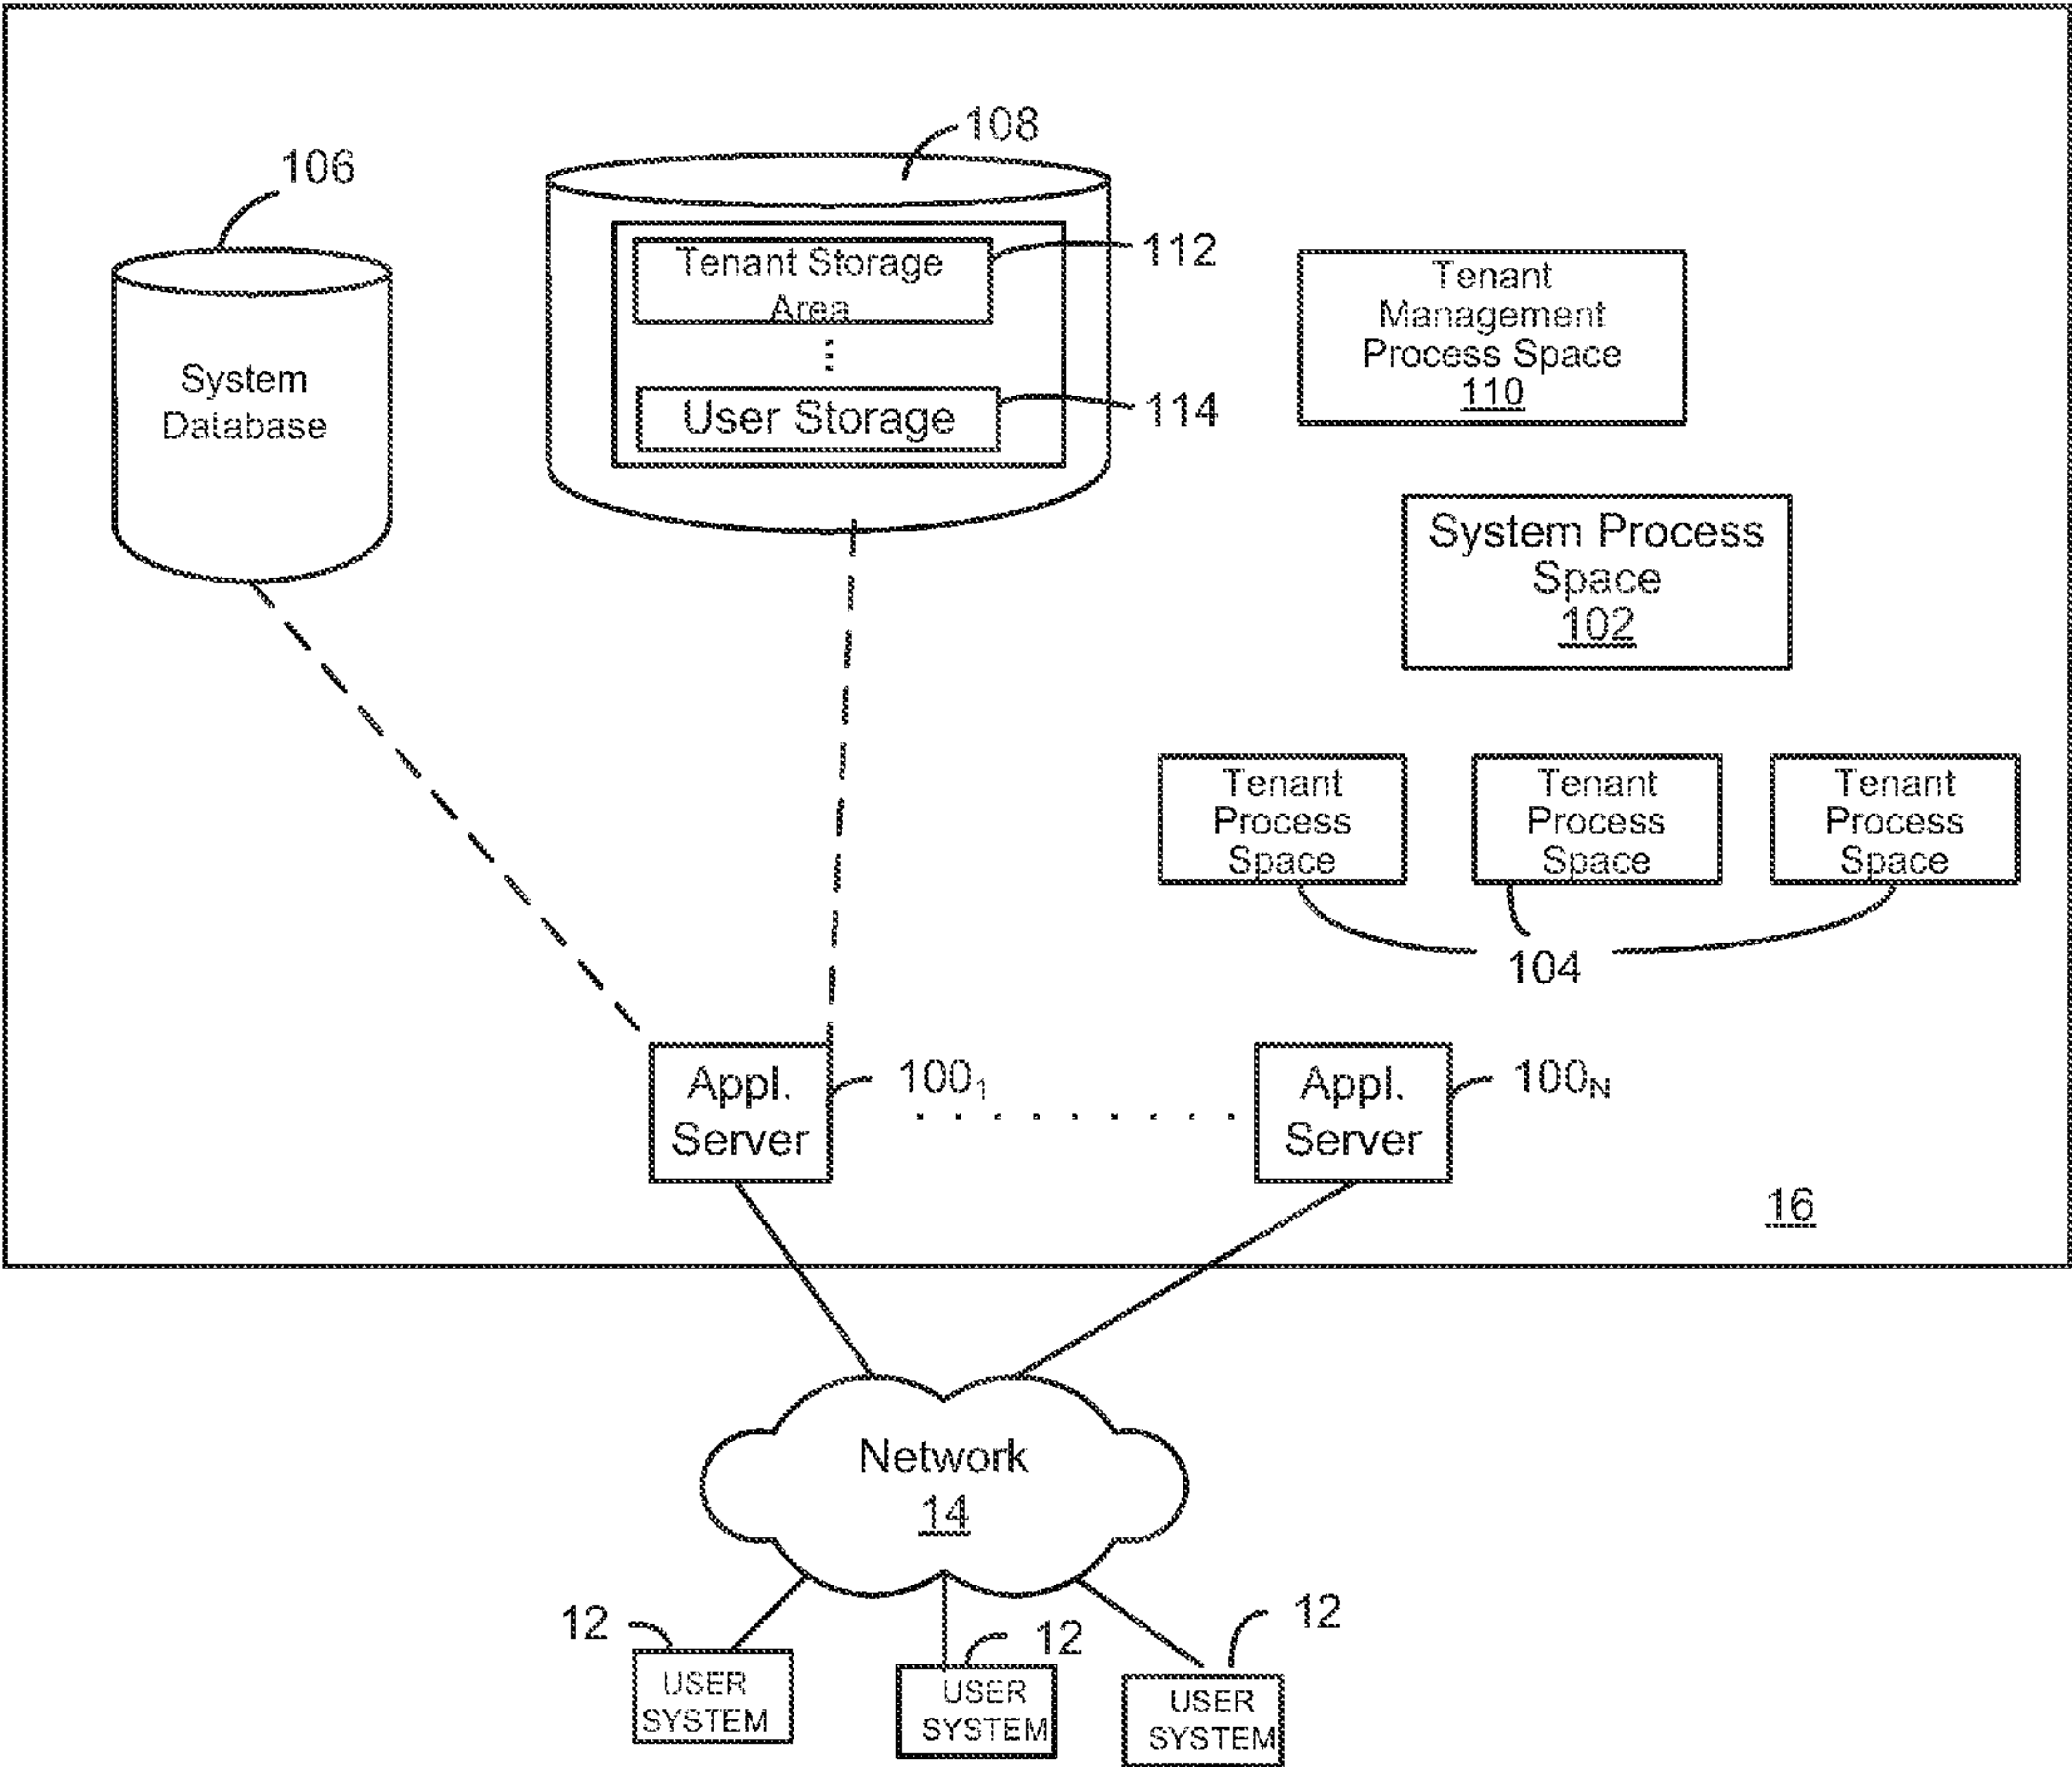 108
106
112
Tenant Storage
Area
Tenant
Management
Process Space
110
System
Database
114
User Storage
System Process
Space
102
Tenant
Process
Space
Tenant
Process
Space
Tenant
Process
Space
104
Appl.
Server
100₁
Appl.
Server
100N
16
Network
14
12
USER
SYSTEM
12
USER
SYSTEM
12
USER
SYSTEM